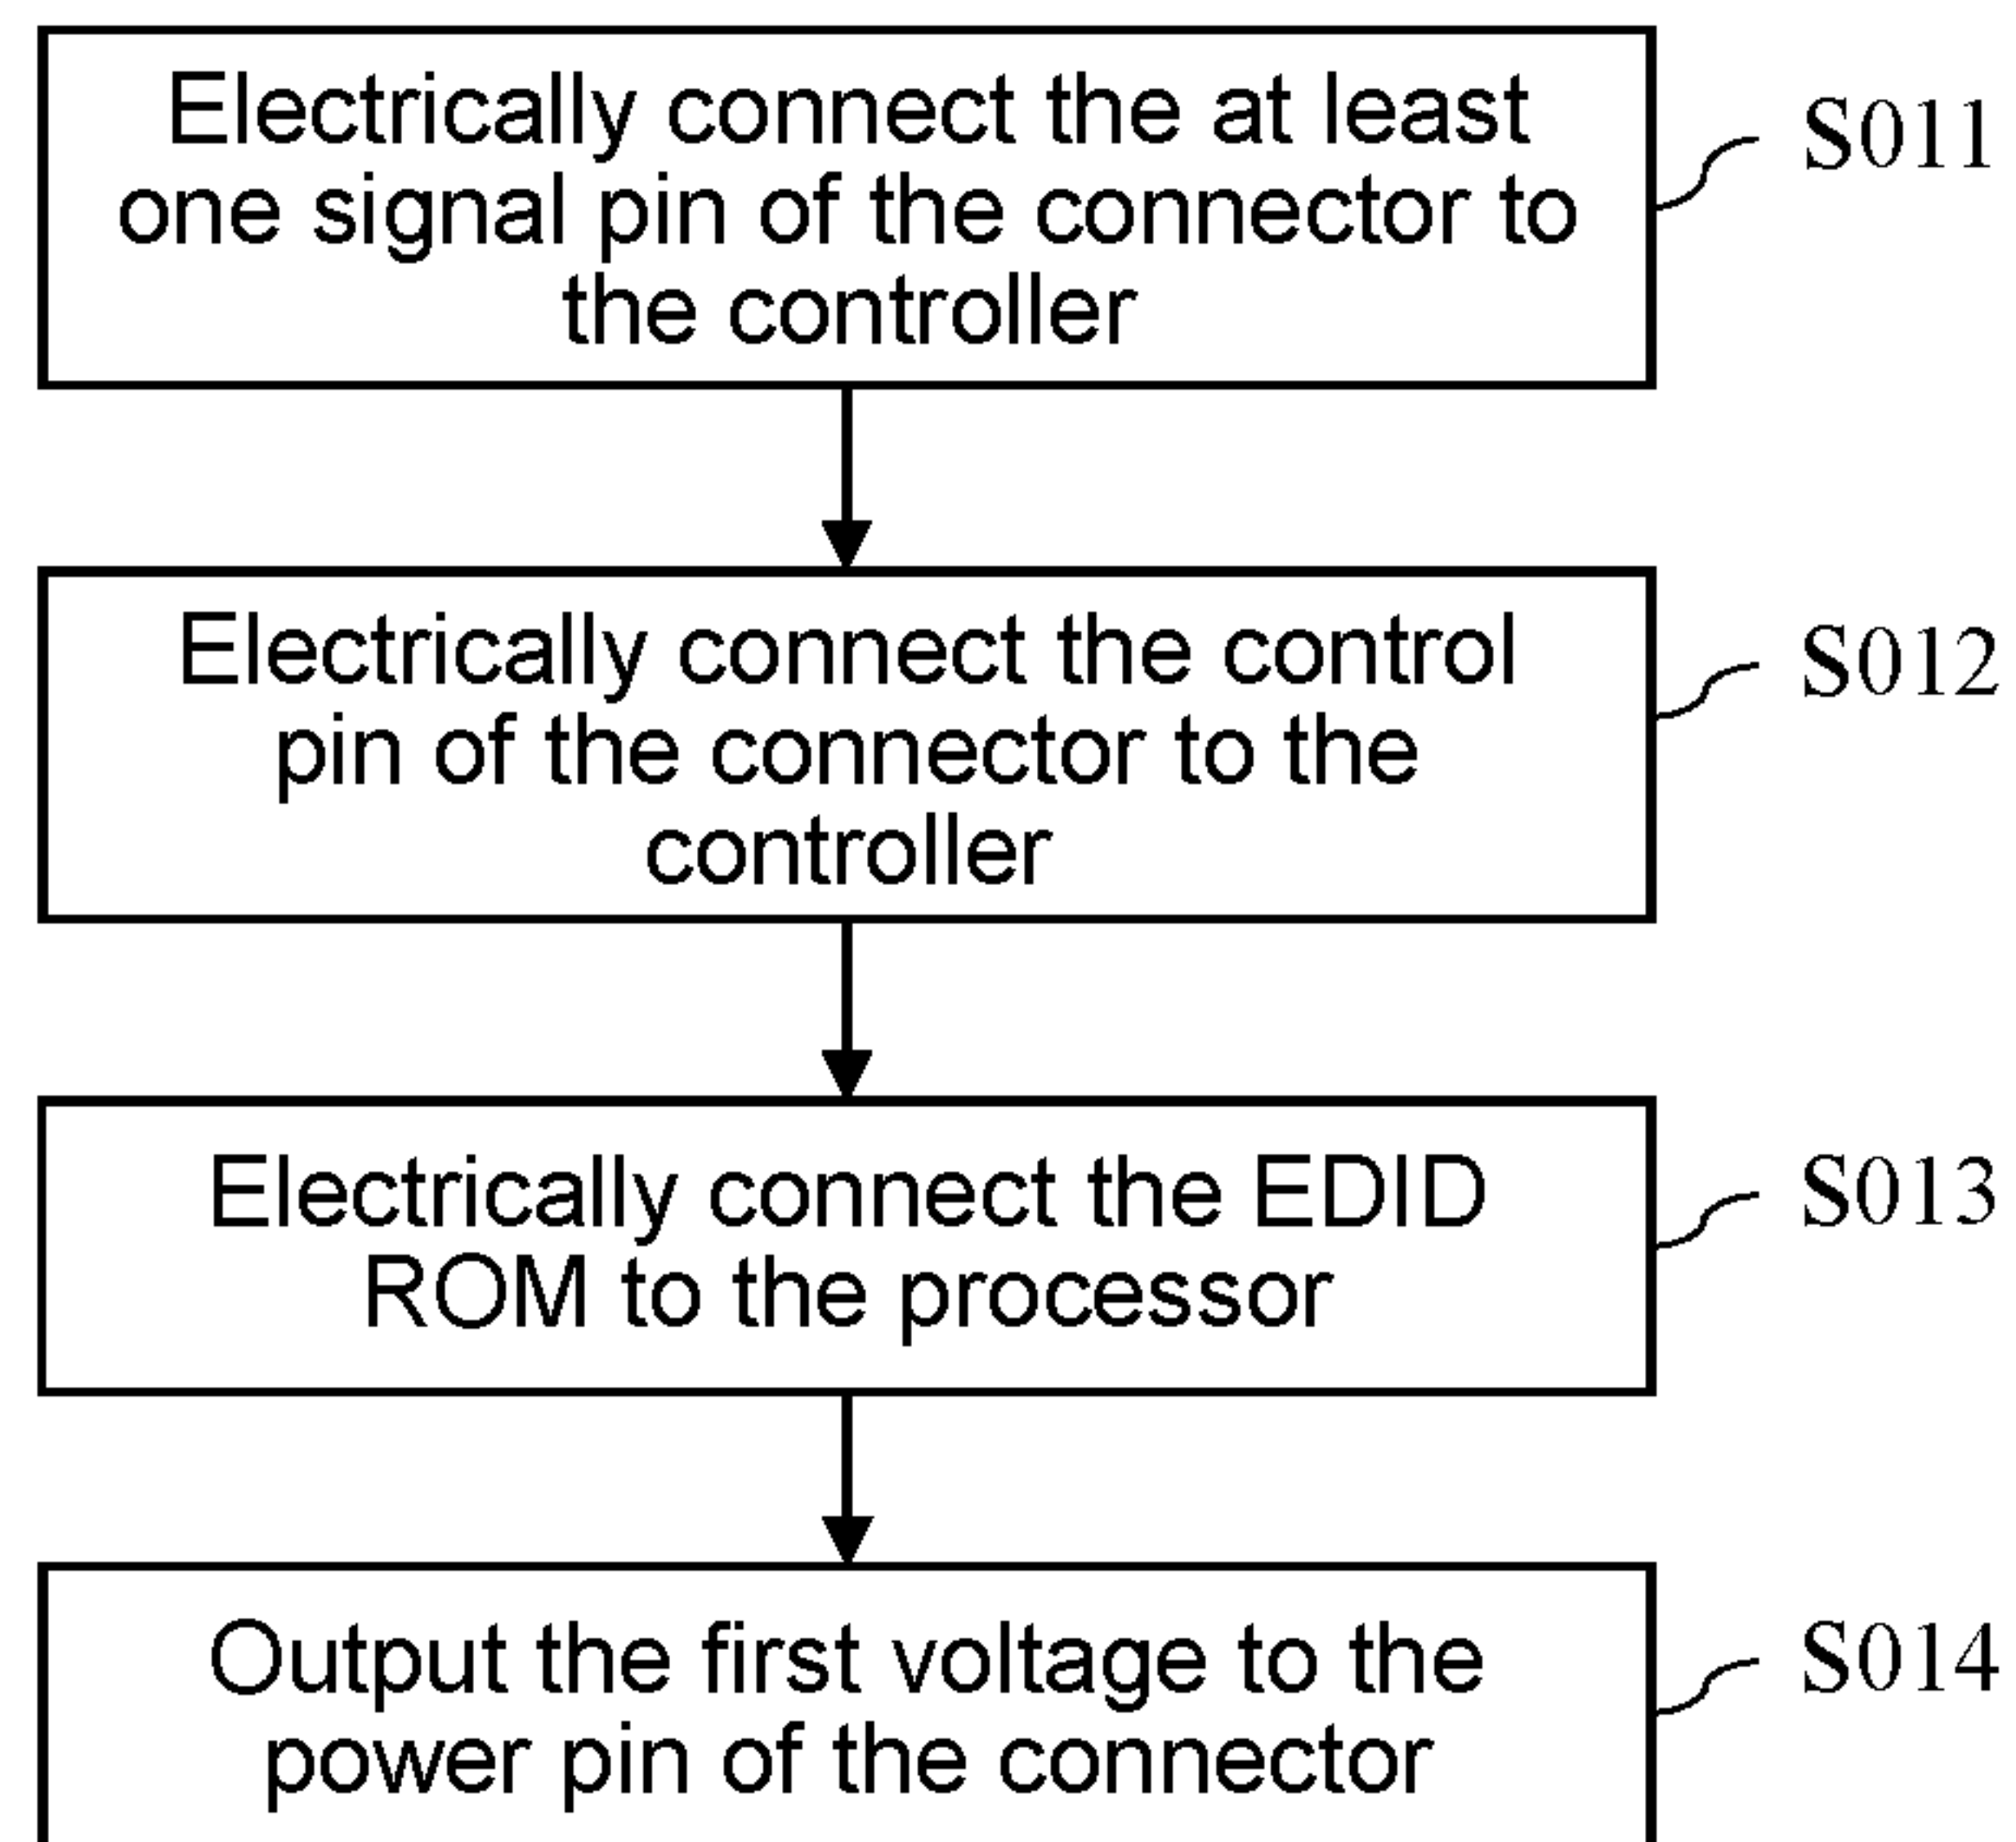 Electrically connect the at least
one signal pin of the connector to
the controller
S011
Electrically connect the control
pin of the connector to the
controller
S012
Electrically connect the EDID
ROM to the processor
S013
Output the first voltage to the
power pin of the connector
S014